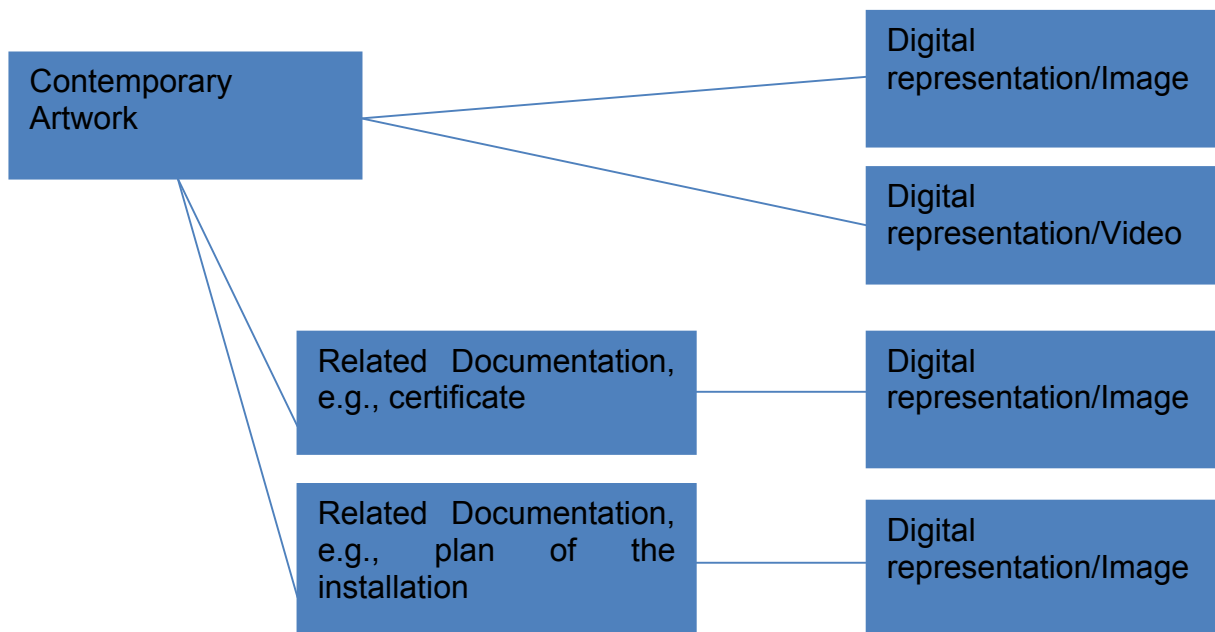 Contemporary
Artwork
Digital
representation/Image
Digital
representation/Video
Related Documentation,
e.g., certificate
Digital
representation/Image
Related Documentation,
e.g., plan of the
installation
Digital
representation/Image